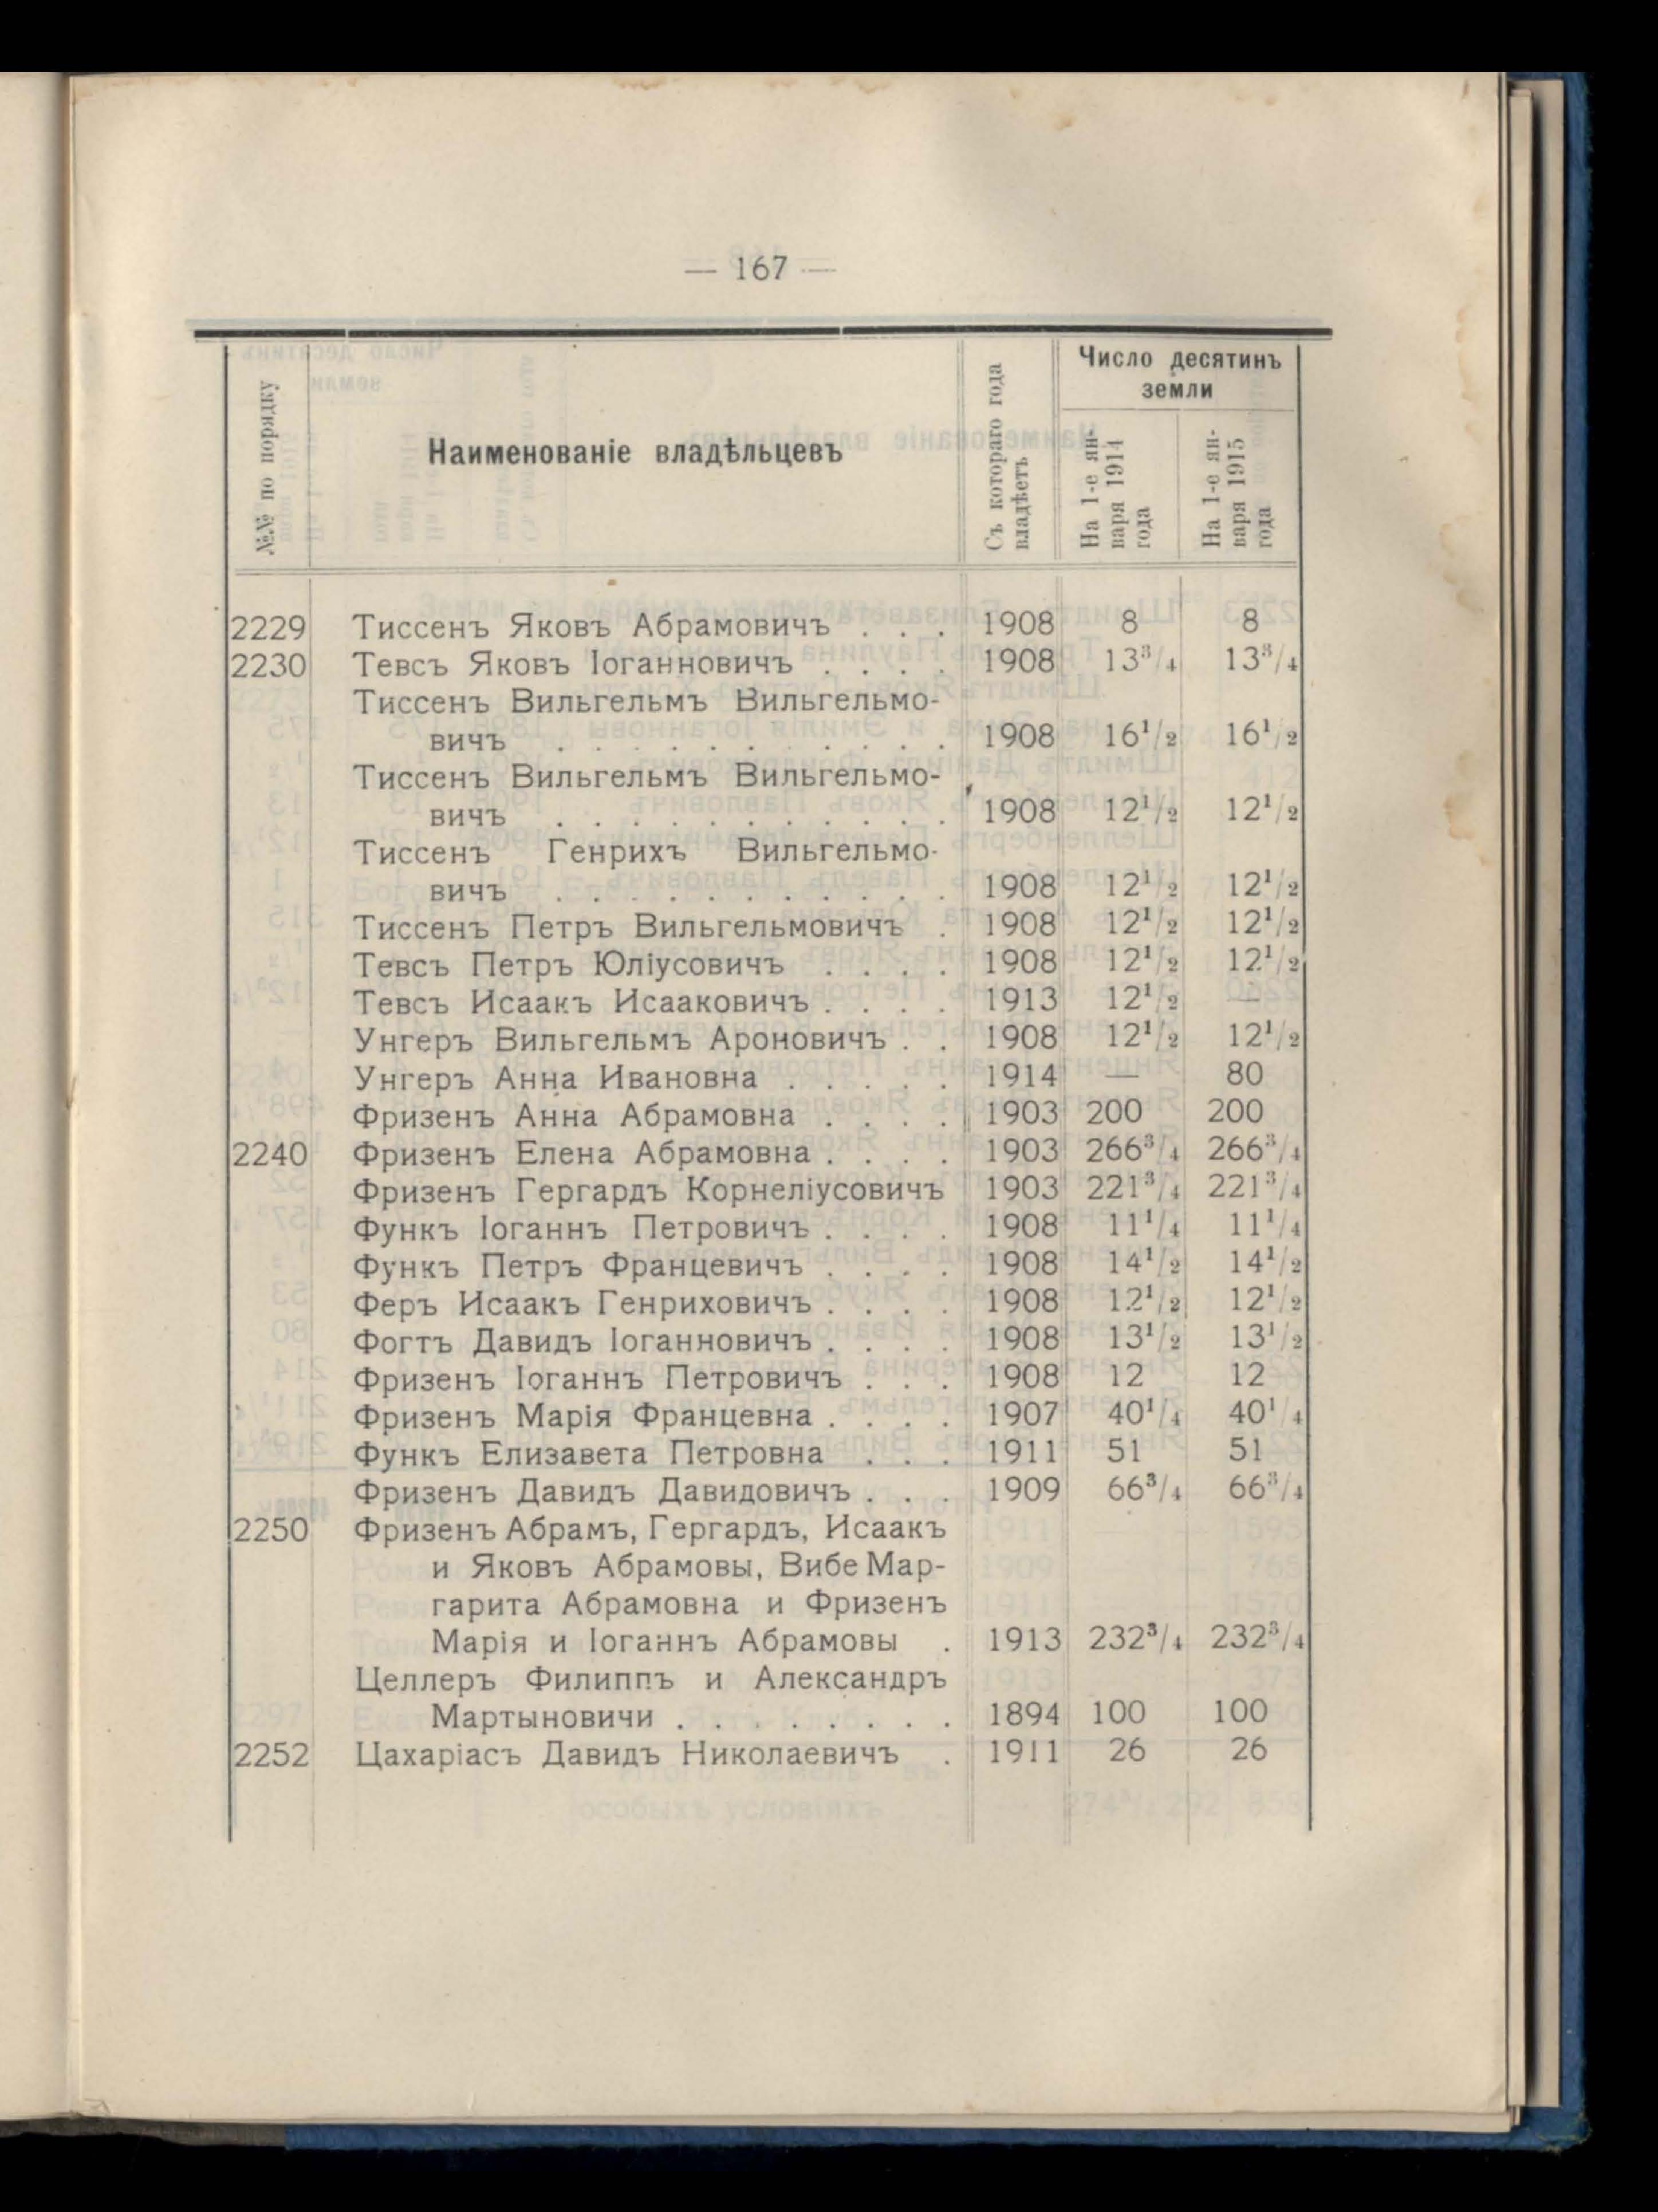 — 167 —
№№ по порядку
Наименованіе владѣльцевъ
Съ котораго года
владѣетъ
Число десятинъ
земли
На 1-е ян-
варя 1914
года
На 1-е ян-
варя 1915
года
2229 Тиссенъ Яковъ Абрамовичъ . . . 1908 8 8
2230 Тевсъ Яковъ Іоганновичъ . . . . 1908 13³/₄ 13³/₄
Тиссенъ Вильгельмъ Вильгельмо-
вичъ . . . . . . . . . . . 1908 16¹/₂ 16¹/₂
Тиссенъ Вильгельмъ Вильгельмо-
вичъ . . . . . . . . . . . 1908 12¹/₂ 12¹/₂
Тиссенъ Генрихъ Вильгельмо-
вичъ . . . . . . . . . . . 1908 12¹/₂ 12¹/₂
Тиссенъ Петръ Вильгельмовичъ . 1908 12¹/₂ 12¹/₂
Тевсъ Петръ Юліусовичъ . . . . 1908 12¹/₂ 12¹/₂
Тевсъ Исаакъ Исааковичъ . . . . 1913 12¹/₂ —
Унгеръ Вильгельмъ Ароновичъ . . 1908 12¹/₂ 12¹/₂
Унгеръ Анна Ивановна . . . . . 1914 — 80
Фризенъ Анна Абрамовна . . . . 1903 200 200
2240 Фризенъ Елена Абрамовна . . . . 1903 266³/₄ 266³/₄
Фризенъ Гергардъ Корнеліусовичъ 1903 221³/₄ 221³/₄
Функъ Іоганнъ Петровичъ . . . . 1908 11¹/₄ 11¹/₄
Функъ Петръ Францевичъ . . . . 1908 14¹/₂ 14¹/₂
Феръ Исаакъ Генриховичъ . . . . 1908 12¹/₂ 12¹/₂
Фогтъ Давидъ Іоганновичъ . . . . 1908 13¹/₂ 13¹/₂
Фризенъ Іоганнъ Петровичъ . . . 1908 12 12
Фризенъ Марія Францевна . . . . 1907 40¹/₄ 40¹/₄
Функъ Елизавета Петровна . . . 1911 51 51
Фризенъ Давидъ Давидовичъ . . . 1909 66³/₄ 66³/₄
2250 Фризенъ Абрамъ, Гергардъ, Исаакъ
и Яковъ Абрамовы, Вибе Мар-
гарита Абрамовна и Фризенъ
Марія и Іоганнъ Абрамовы . 1913 232³/₄ 232³/₄
Целлеръ Филиппъ и Александръ
Мартыновичи . . . . . . . . 1894 100 100
2252 Цахаріасъ Давидъ Николаевичъ . 1911 26 26